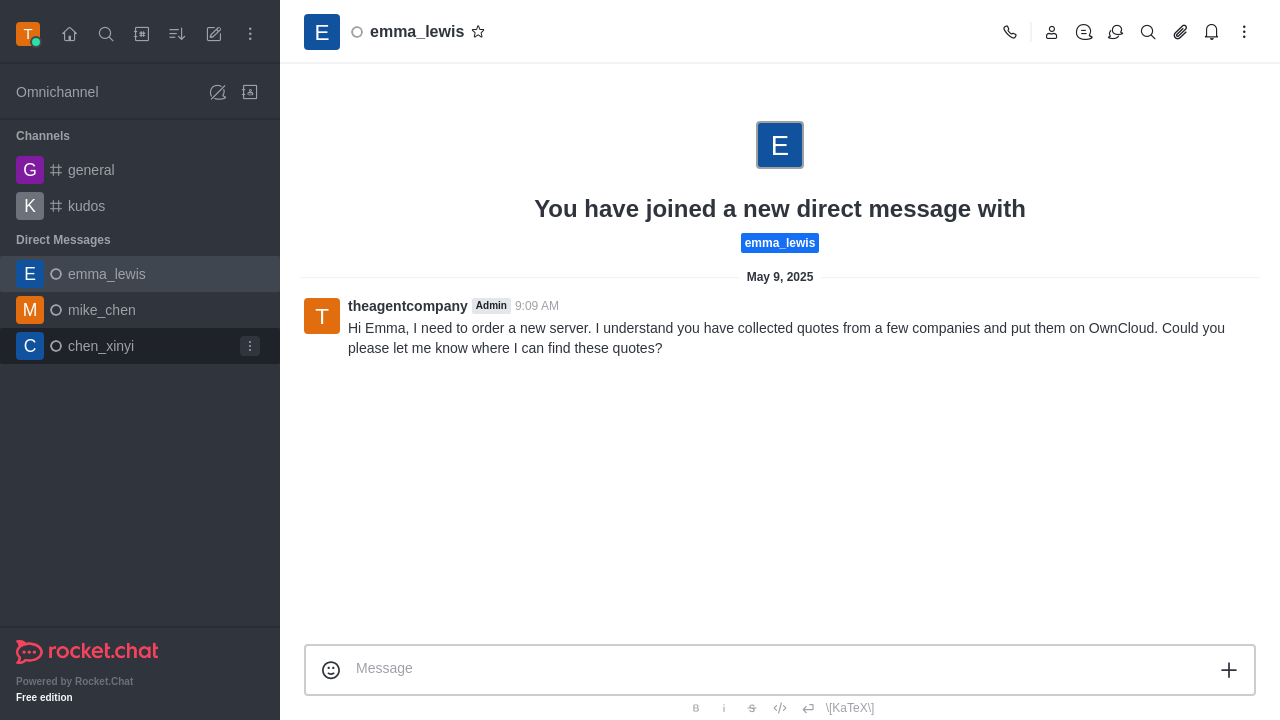 T
E
emma_lewis
Omnichannel
Channels
G general
K kudos
Direct Messages
E emma_lewis
M mike_chen
C chen_xinyi
rocket.chat
Powered by Rocket.Chat
Free edition
E
You have joined a new direct message with
emma_lewis
May 9, 2025
T
theagentcompany Admin 9:09 AM
Hi Emma, I need to order a new server. I understand you have collected quotes from a few companies and put them on OwnCloud. Could you
please let me know where I can find these quotes?
Message
B i S \[KaTeX\]